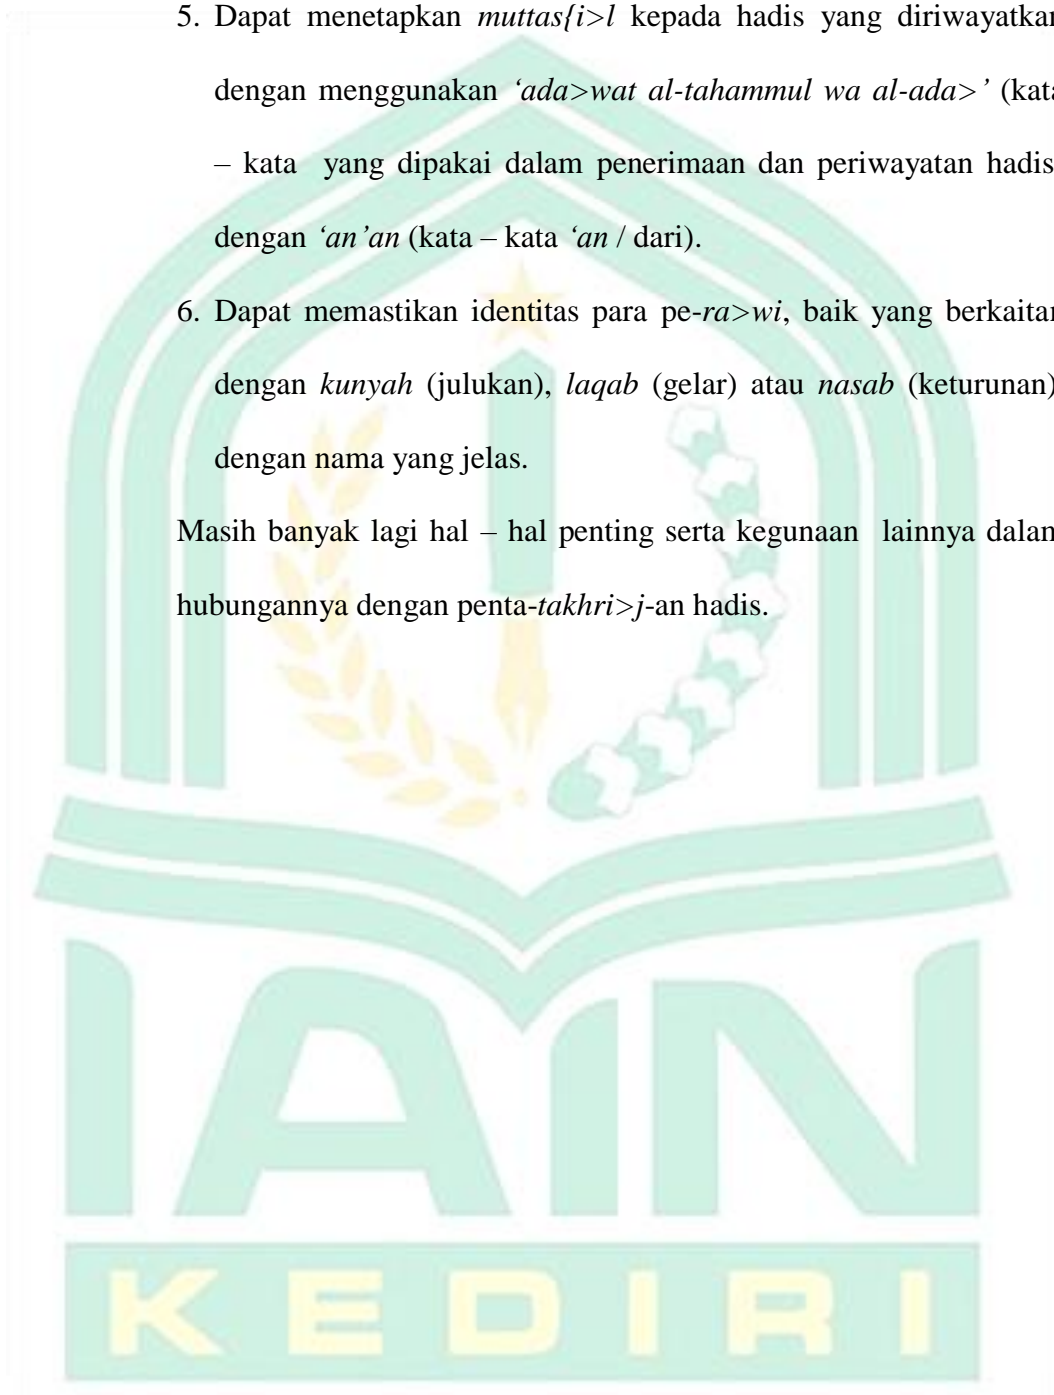 5. Dapat menetapkan muttas{i>l kepada hadis yang diriwayatkan
dengan menggunakan ‘ada>wat al-tahammul wa al-ada>’ (kata
– kata yang dipakai dalam penerimaan dan periwayatan hadis
dengan ‘an’an (kata – kata ‘an / dari).
6. Dapat memastikan identitas para pe-ra>wi, baik yang berkaitan
dengan kunyah (julukan), laqab (gelar) atau nasab (keturunan)
dengan nama yang jelas.
Masih banyak lagi hal – hal penting serta kegunaan lainnya dalam
hubungannya dengan penta-takhri>j-an hadis.
IAIN
KEDIRI